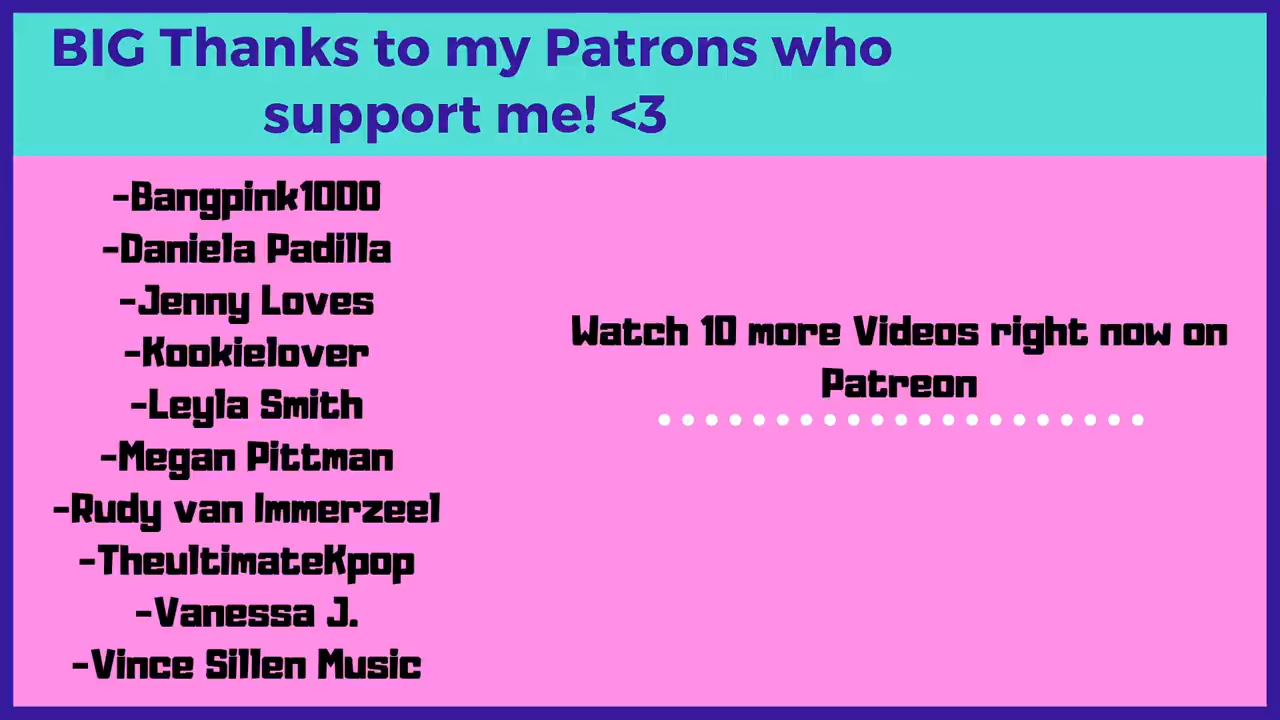 BIG Thanks to my Patrons who
support me! <3
-Bangpink1000
-Daniela Padilla
-Jenny Loves
-Kookielover
-Leyla Smith
-Megan Pittman
-Rudy van Immerzeel
-TheultimateKpop
-Vanessa J.
-Vince Sillen Music
Watch 10 more Videos right now on
Patreon